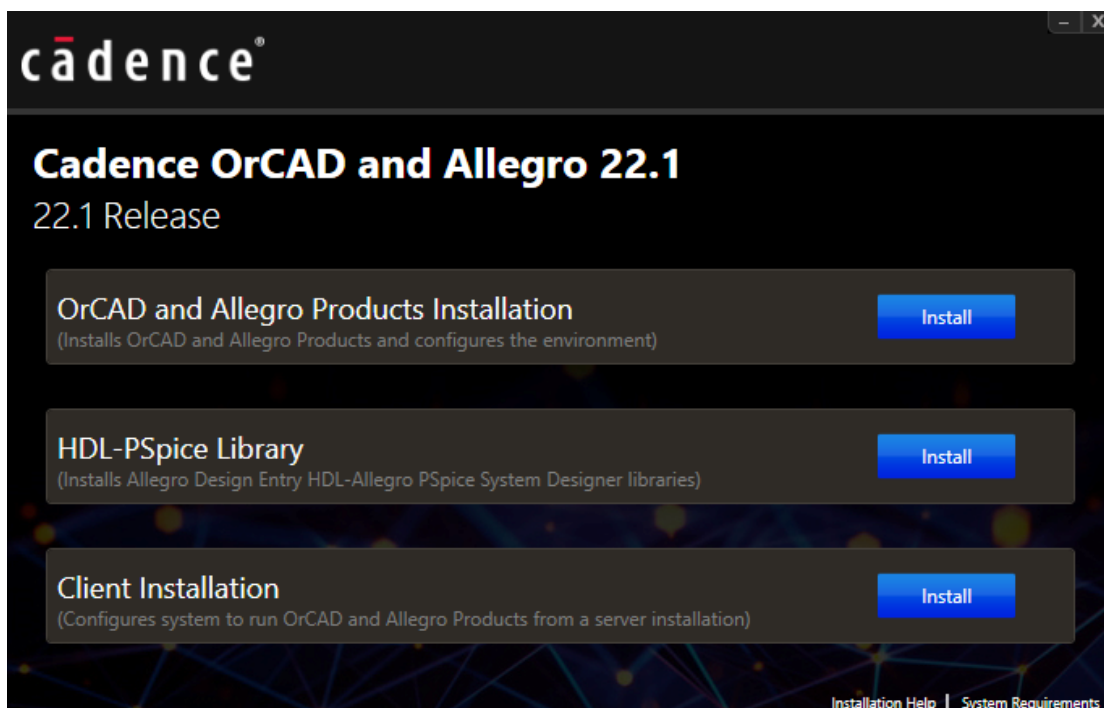 – X
cādence®
Cadence OrCAD and Allegro 22.1
22.1 Release
OrCAD and Allegro Products Installation
(Installs OrCAD and Allegro Products and configures the environment)
Install
HDL-PSpice Library
(Installs Allegro Design Entry HDL-Allegro PSpice System Designer libraries)
Install
Client Installation
(Configures system to run OrCAD and Allegro Products from a server installation)
Install
Installation Help | System Requirements